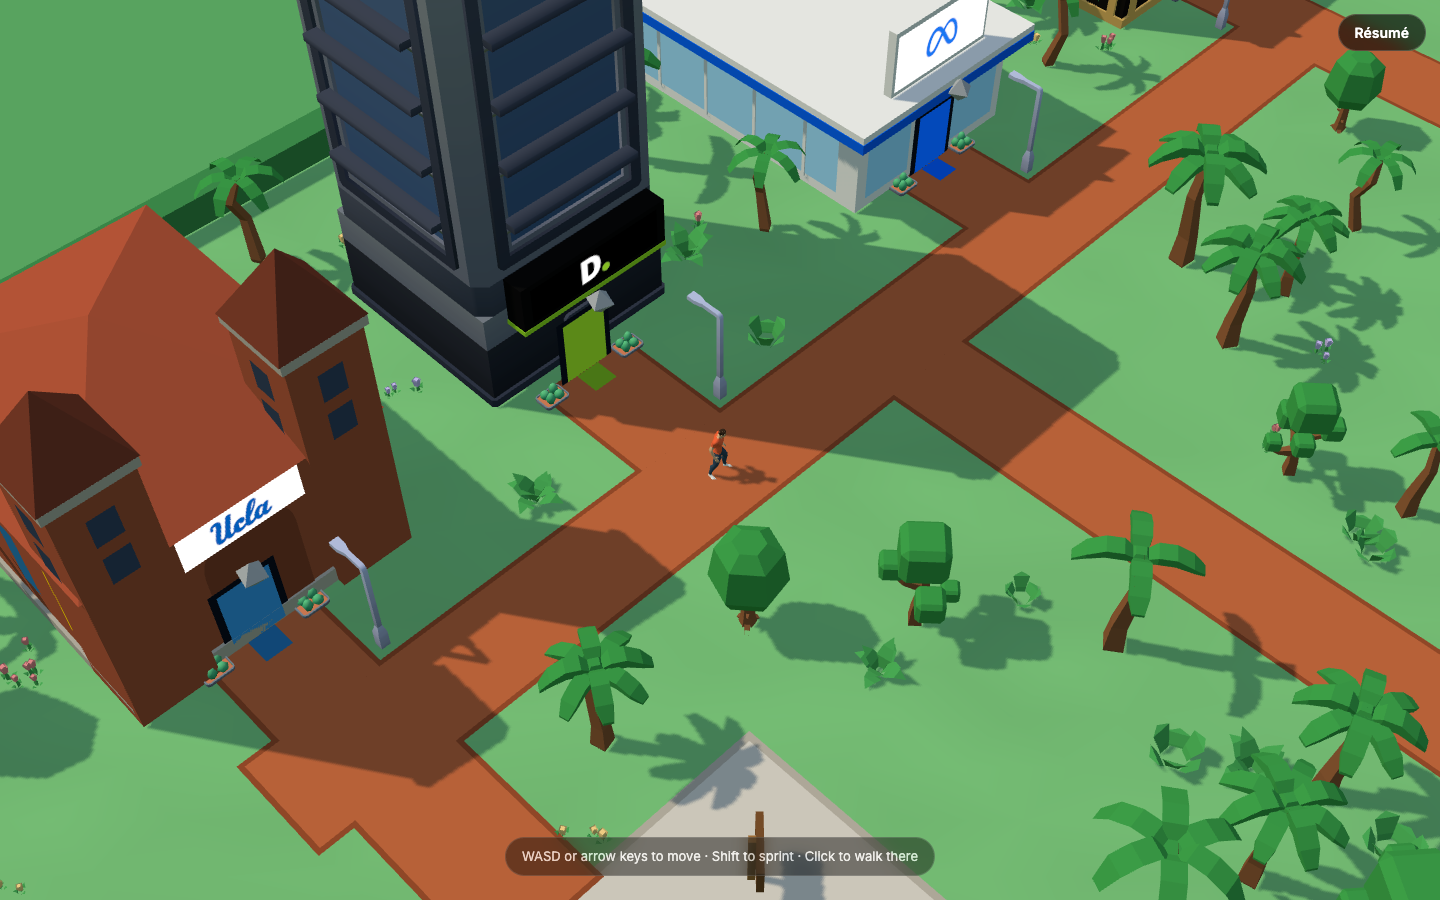 Résumé
D.
Ucla
WASD or arrow keys to move · Shift to sprint · Click to walk there